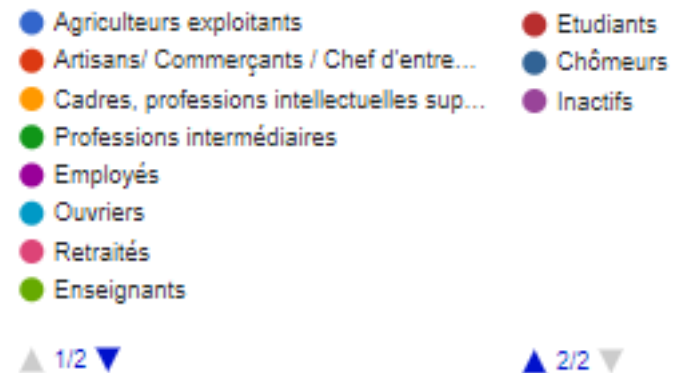 Agriculteurs exploitants
Artisans/ Commerçants / Chef d'entre...
Cadres, professions intellectuelles sup...
Professions intermédiaires
Employés
Ouvriers
Retraités
Enseignants
1/2
Etudiants
Chômeurs
Inactifs
2/2